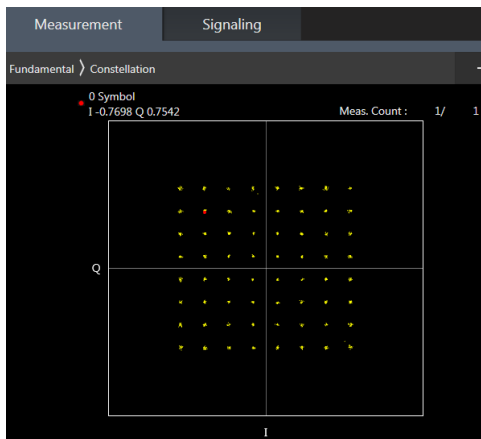 Measurement Signaling
Fundamental 〉 Constellation
0 Symbol
I -0.7698 Q 0.7542 Meas. Count : 1/ 1
Q
I